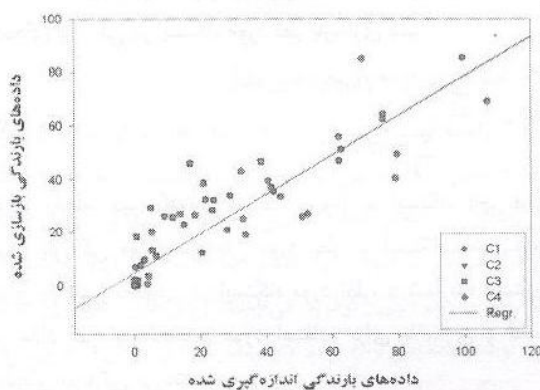 100
80
60
40
20
0
داده‌های بارندگی بازسازی شده
C1
C2
C3
C4
Regr.
0 20 40 60 80 100 120
داده‌های بارندگی اندازه‌گیری شده